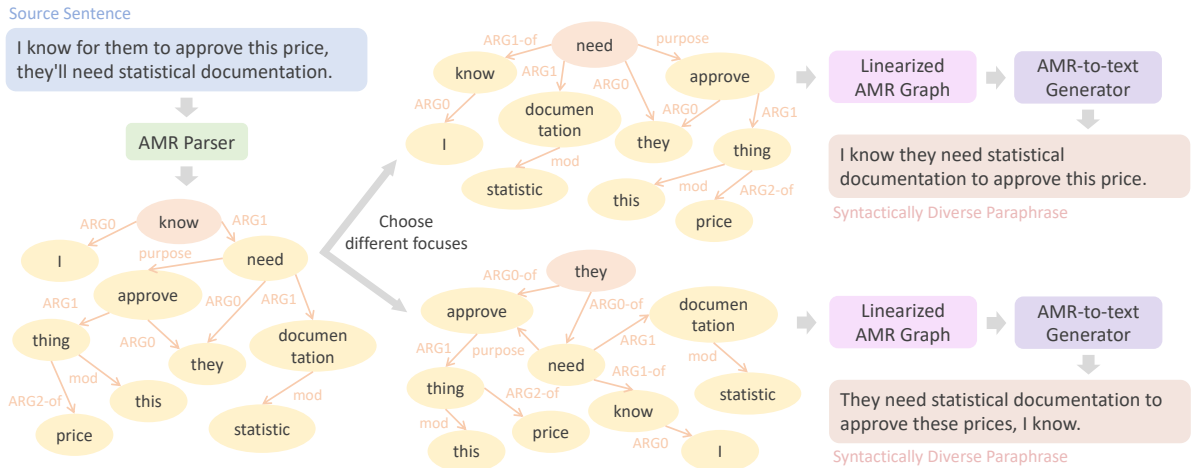 Source Sentence
I know for them to approve this price,
they'll need statistical documentation.
AMR Parser
know
ARG0
ARG1
I
need
purpose
approve
ARG1
ARG0
ARG0
ARG1
thing
they
documen
tation
ARG2-of
mod
mod
price
this
statistic
Choose
different focuses
need
ARG1-of
purpose
know
ARG1
ARG0
approve
ARG0
documen
tation
ARG0
ARG1
I
they
thing
mod
statistic
mod
ARG2-of
this
price
Linearized
AMR Graph
AMR-to-text
Generator
I know they need statistical
documentation to approve this price.
Syntactically Diverse Paraphrase
they
ARG0-of
ARG0-of
approve
documen
tation
ARG1
purpose
need
ARG1
mod
thing
ARG2-of
ARG1-of
statistic
mod
price
know
this
ARG0
I
Linearized
AMR Graph
AMR-to-text
Generator
They need statistical documentation to
approve these prices, I know.
Syntactically Diverse Paraphrase